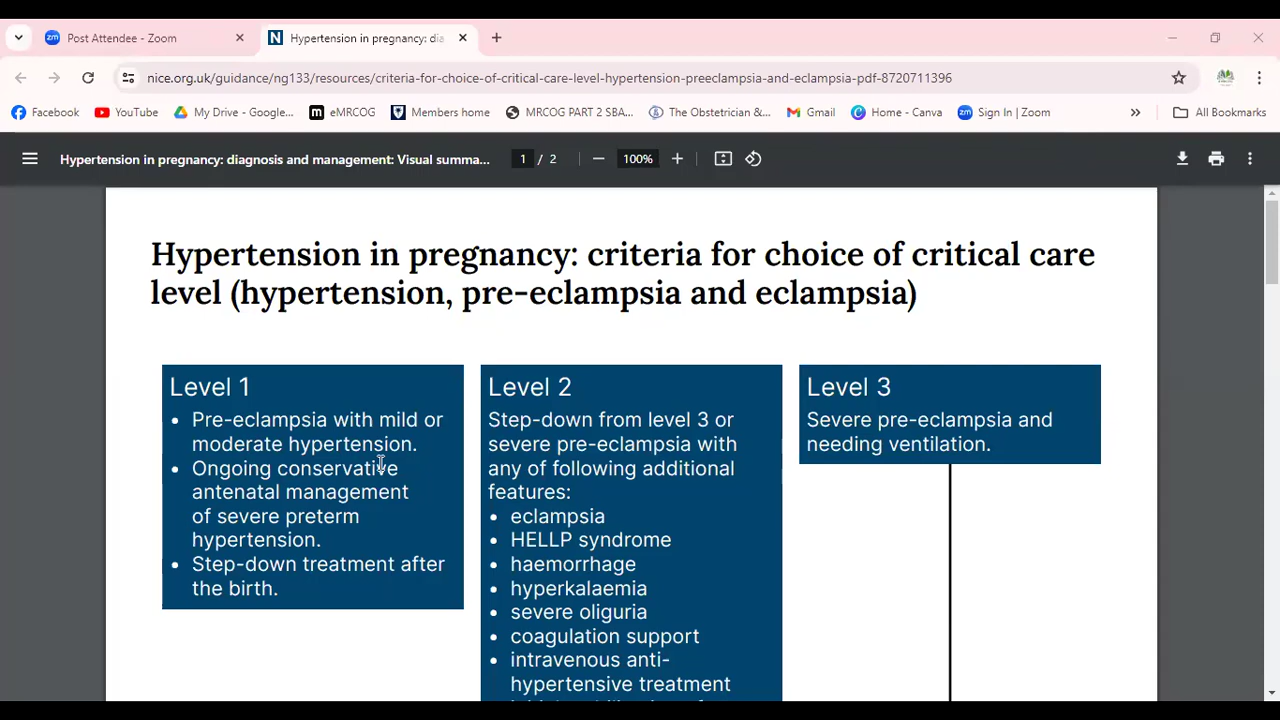 Post Attendee - Zoom
Hypertension in pregnancy: dia
nice.org.uk/guidance/ng133/resources/criteria-for-choice-of-critical-care-level-hypertension-preeclampsia-and-eclampsia-pdf-8720711396
Facebook
YouTube
My Drive - Google...
eMRCOG
Members home
MRCOG PART 2 SBA...
The Obstetrician &...
Gmail
Home - Canva
Sign In | Zoom
All Bookmarks
Hypertension in pregnancy: diagnosis and management: Visual summa...
1 / 2
100%
Hypertension in pregnancy: criteria for choice of critical care
level (hypertension, pre-eclampsia and eclampsia)
Level 1
• Pre-eclampsia with mild or
moderate hypertension.
• Ongoing conservative
antenatal management
of severe preterm
hypertension.
• Step-down treatment after
the birth.
Level 2
Step-down from level 3 or
severe pre-eclampsia with
any of following additional
features:
• eclampsia
• HELLP syndrome
• haemorrhage
• hyperkalaemia
• severe oliguria
• coagulation support
• intravenous anti-
hypertensive treatment
Level 3
Severe pre-eclampsia and
needing ventilation.